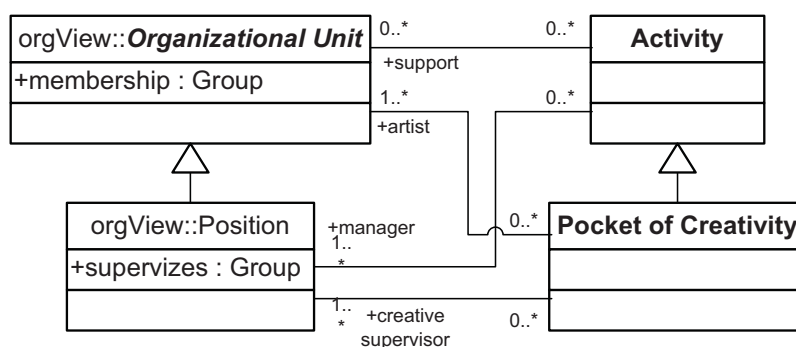 orgView::Organizational Unit
0..*
0..*
Activity
+support
+membership : Group
1..*
0..*
+artist
orgView::Position
+manager
0..*
Pocket of Creativity
1..
*
+supervizes : Group
1..
*
+creative
supervisor
0..*